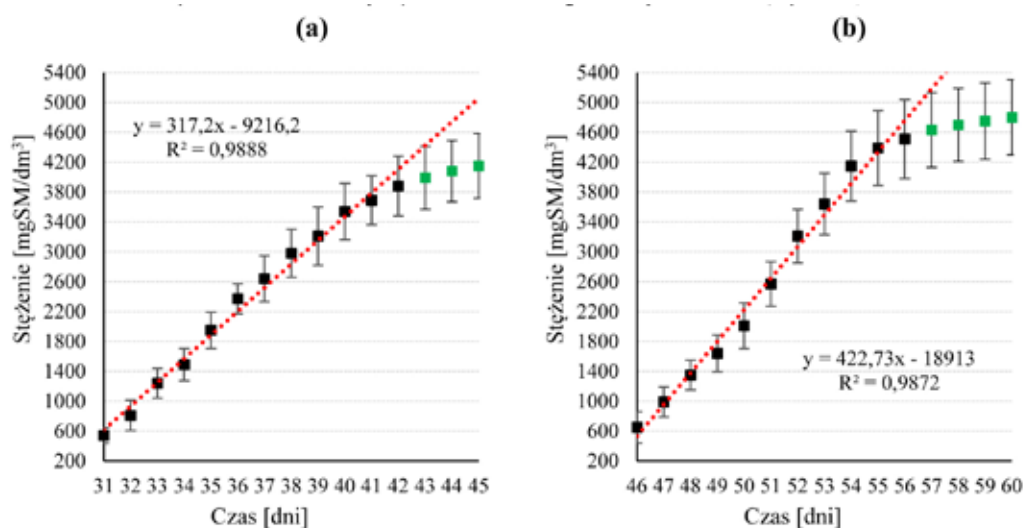 (a)
(b)
5400
5000
4600
4200
3800
3400
3000
2600
2200
1800
1400
1000
600
200
Stężenie [mgSM/dm³]
y = 317,2x - 9216,2
R² = 0,9888
31 32 33 34 35 36 37 38 39 40 41 42 43 44 45
Czas [dni]
5400
5000
4600
4200
3800
3400
3000
2600
2200
1800
1400
1000
600
200
Stężenie [mgSM/dm³]
y = 422,73x - 18913
R² = 0,9872
46 47 48 49 50 51 52 53 54 55 56 57 58 59 60
Czas [dni]